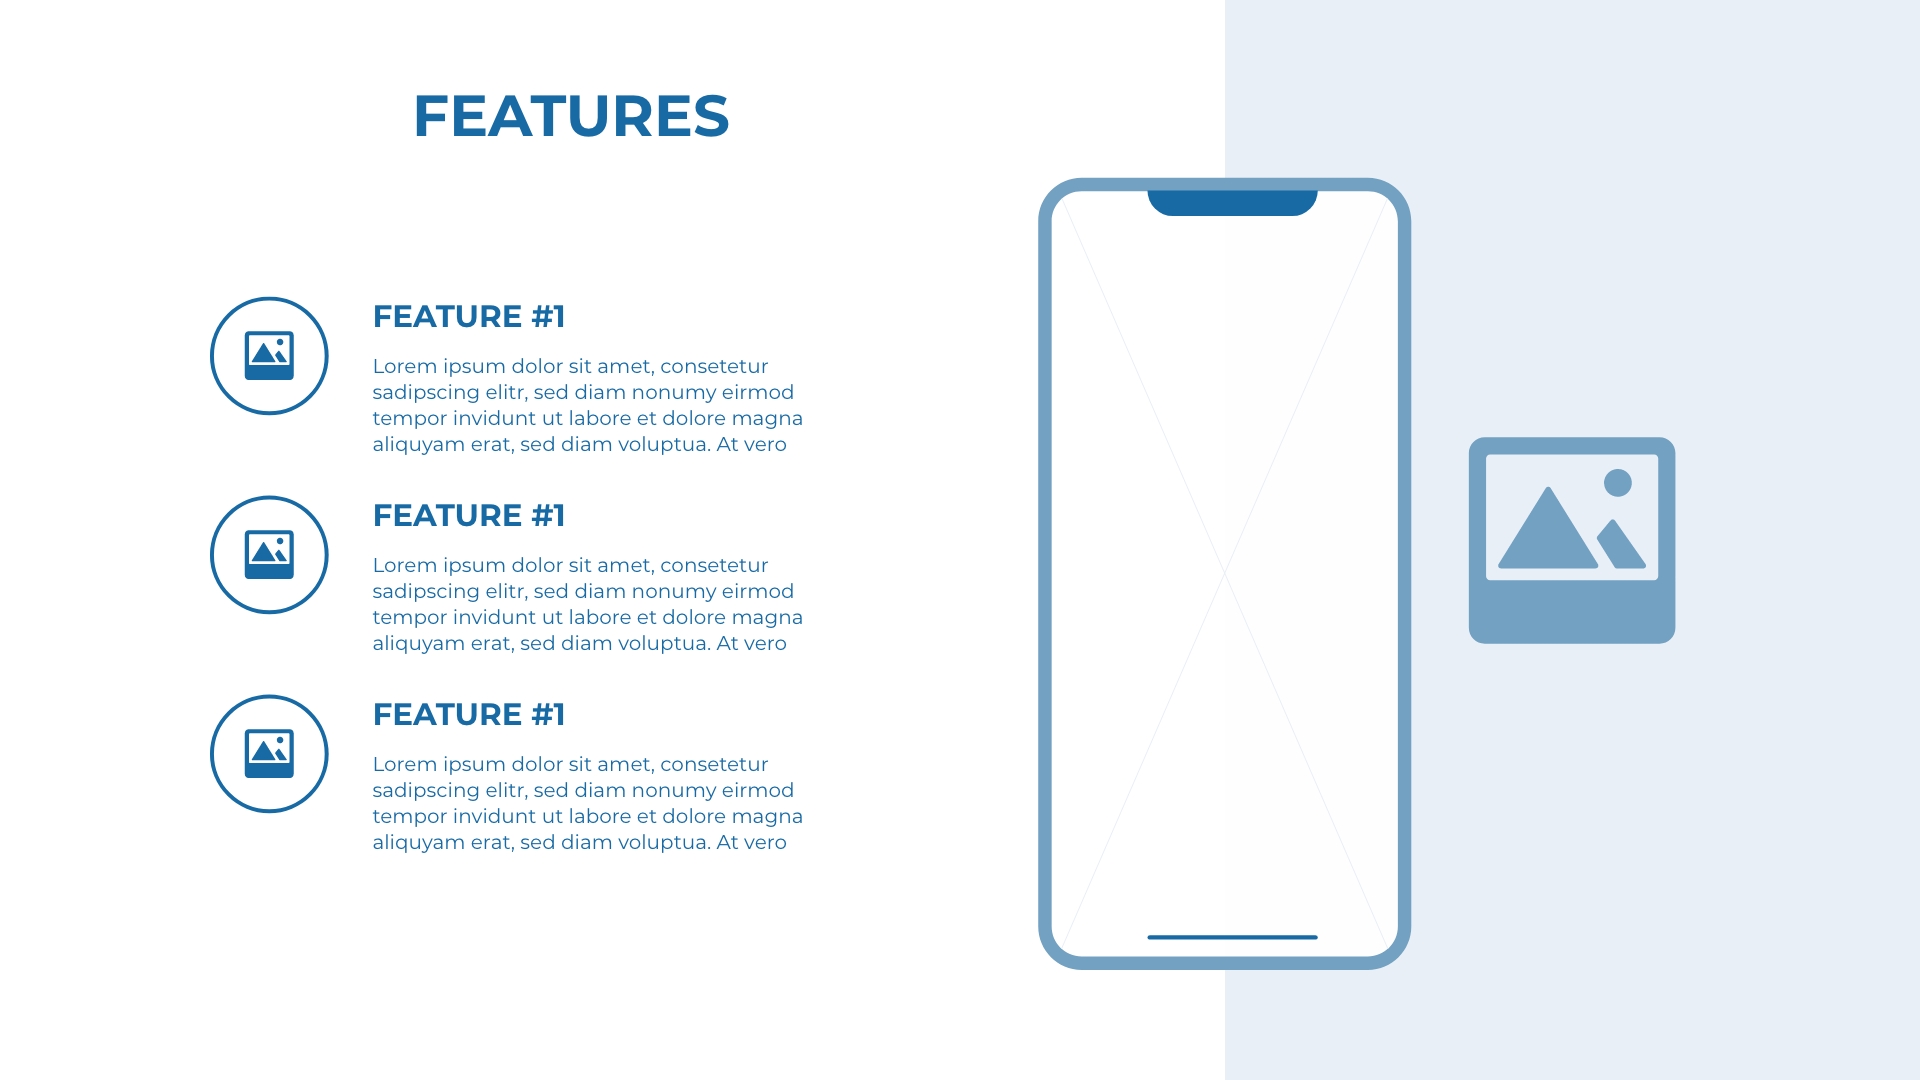 FEATURES
FEATURE #1
Lorem ipsum dolor sit amet, consetetur
sadipscing elitr, sed diam nonumy eirmod
tempor invidunt ut labore et dolore magna
aliquyam erat, sed diam voluptua. At vero
FEATURE #1
Lorem ipsum dolor sit amet, consetetur
sadipscing elitr, sed diam nonumy eirmod
tempor invidunt ut labore et dolore magna
aliquyam erat, sed diam voluptua. At vero
FEATURE #1
Lorem ipsum dolor sit amet, consetetur
sadipscing elitr, sed diam nonumy eirmod
tempor invidunt ut labore et dolore magna
aliquyam erat, sed diam voluptua. At vero